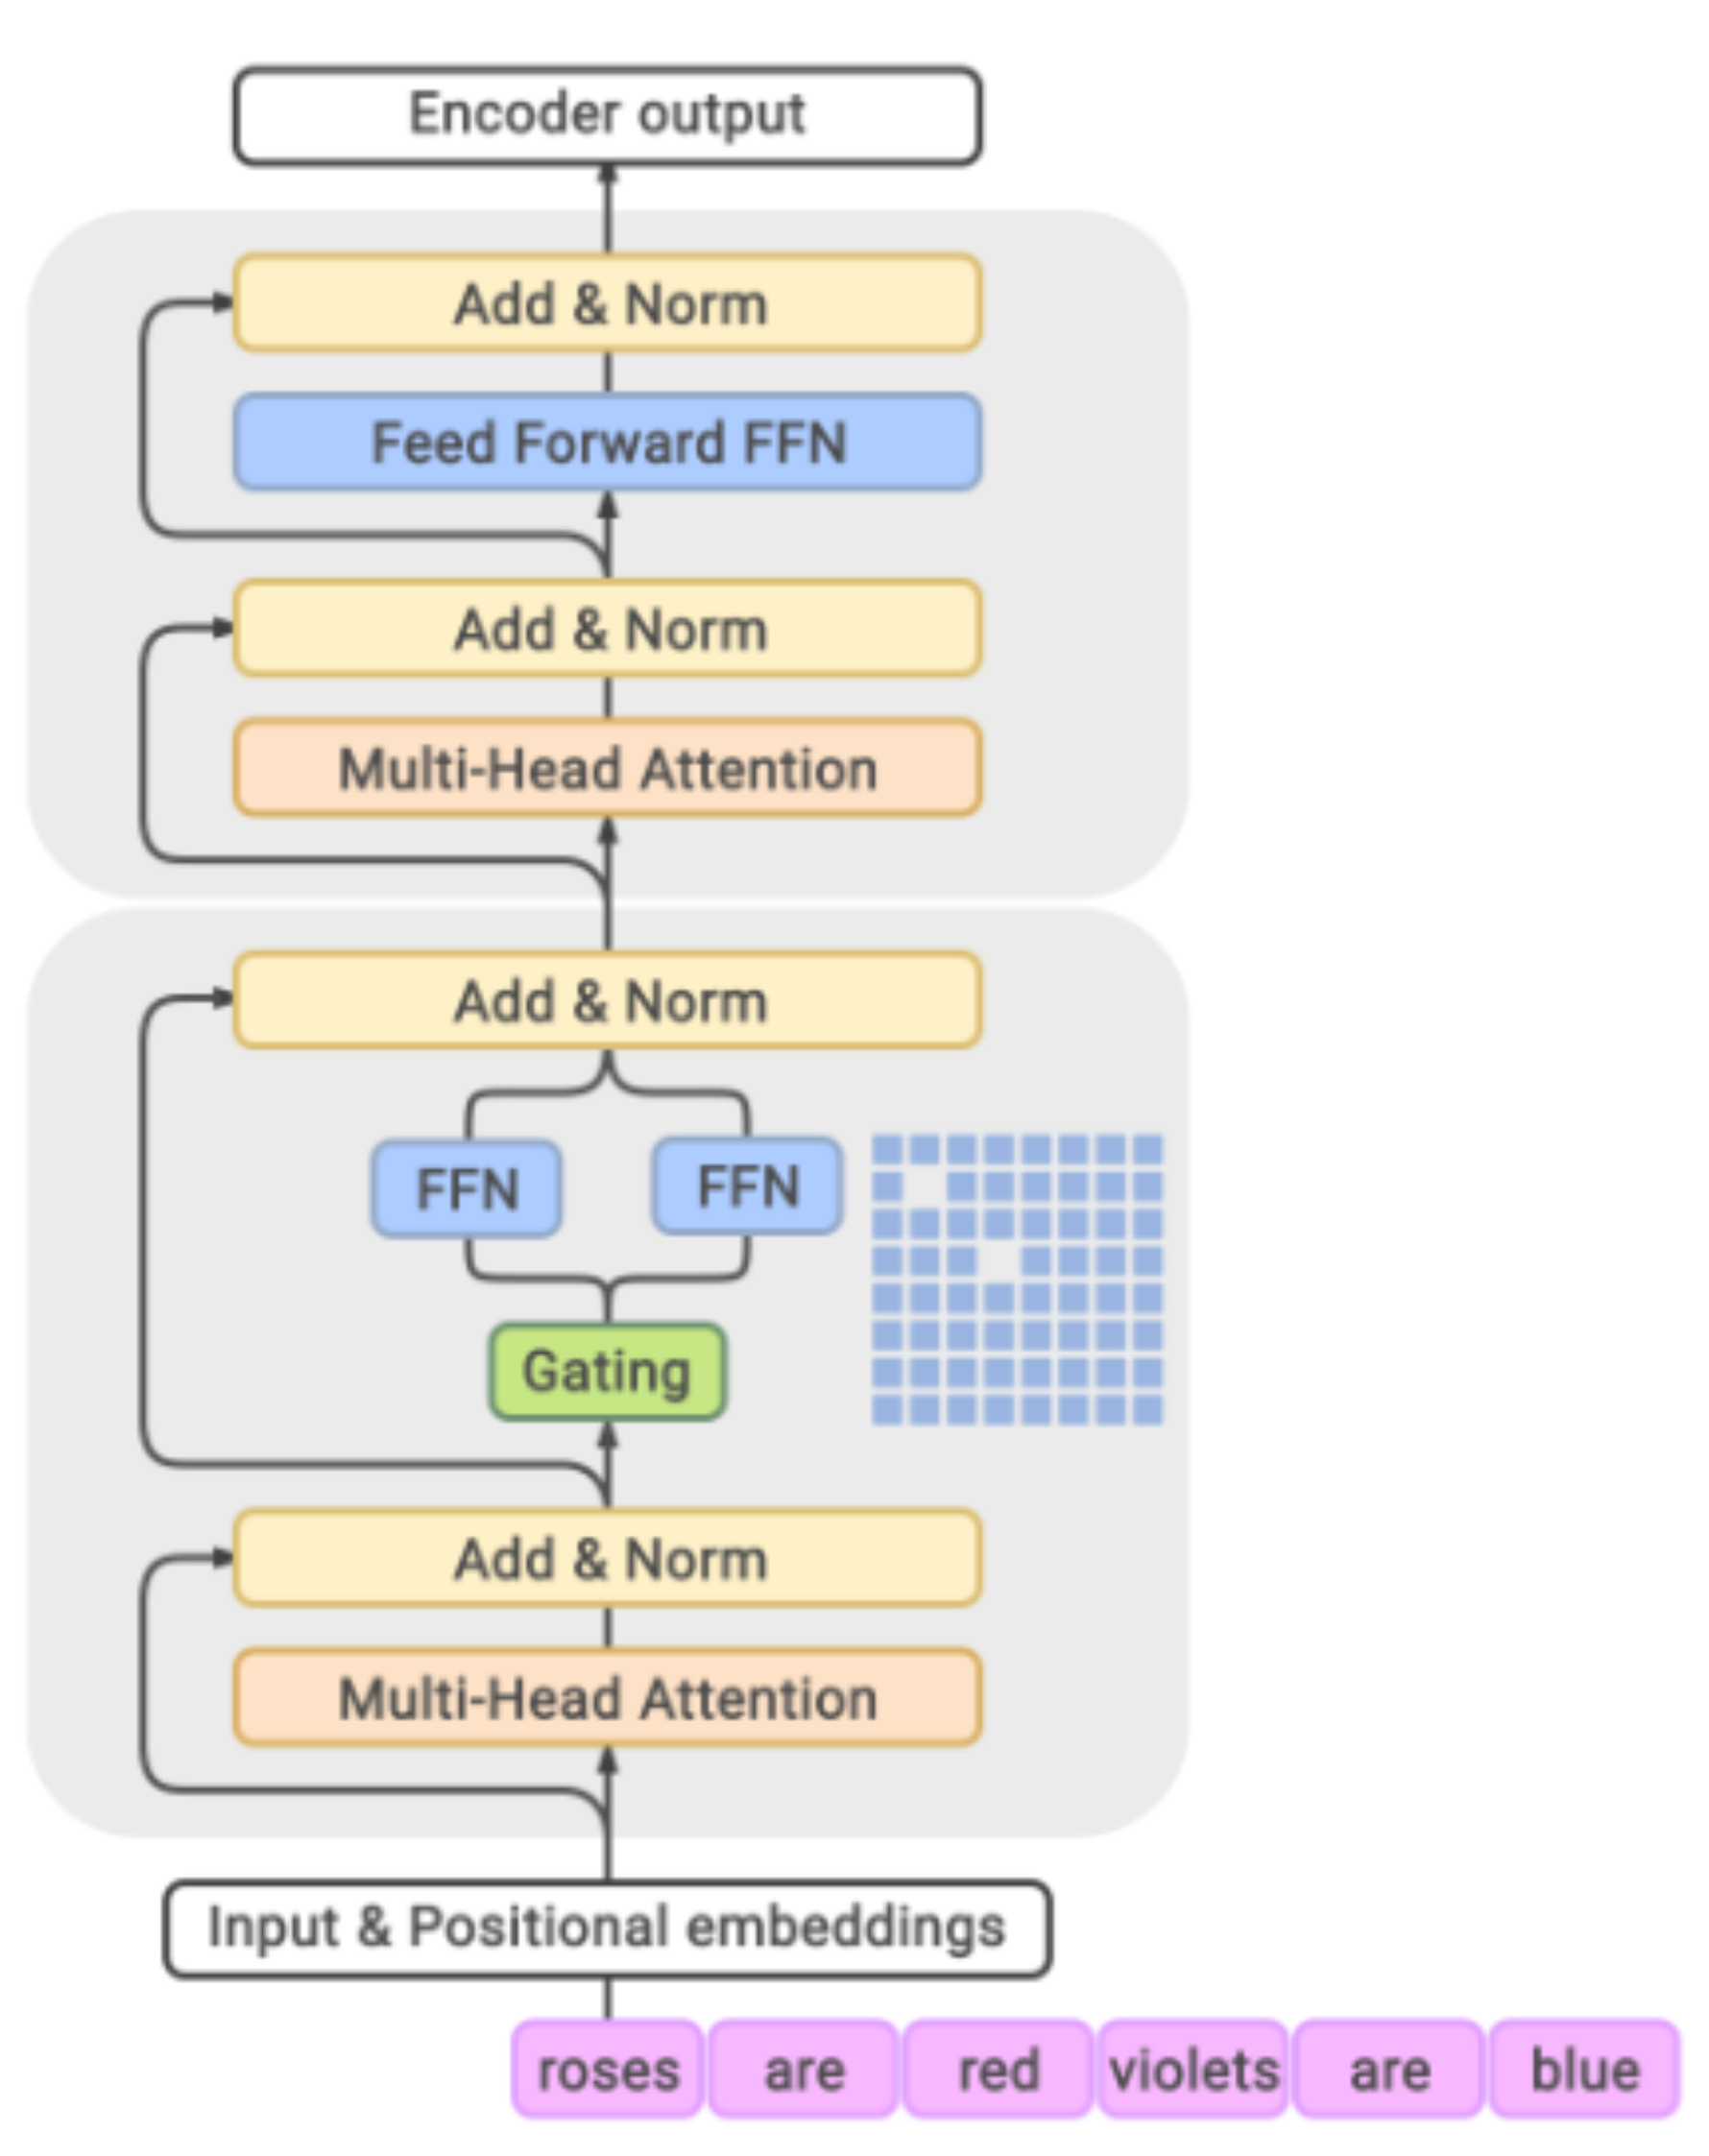 Encoder output
Add & Norm
Feed Forward FFN
Add & Norm
Multi-Head Attention
Add & Norm
FFN FFN
Gating
Add & Norm
Multi-Head Attention
Input & Positional embeddings
roses are red violets are blue